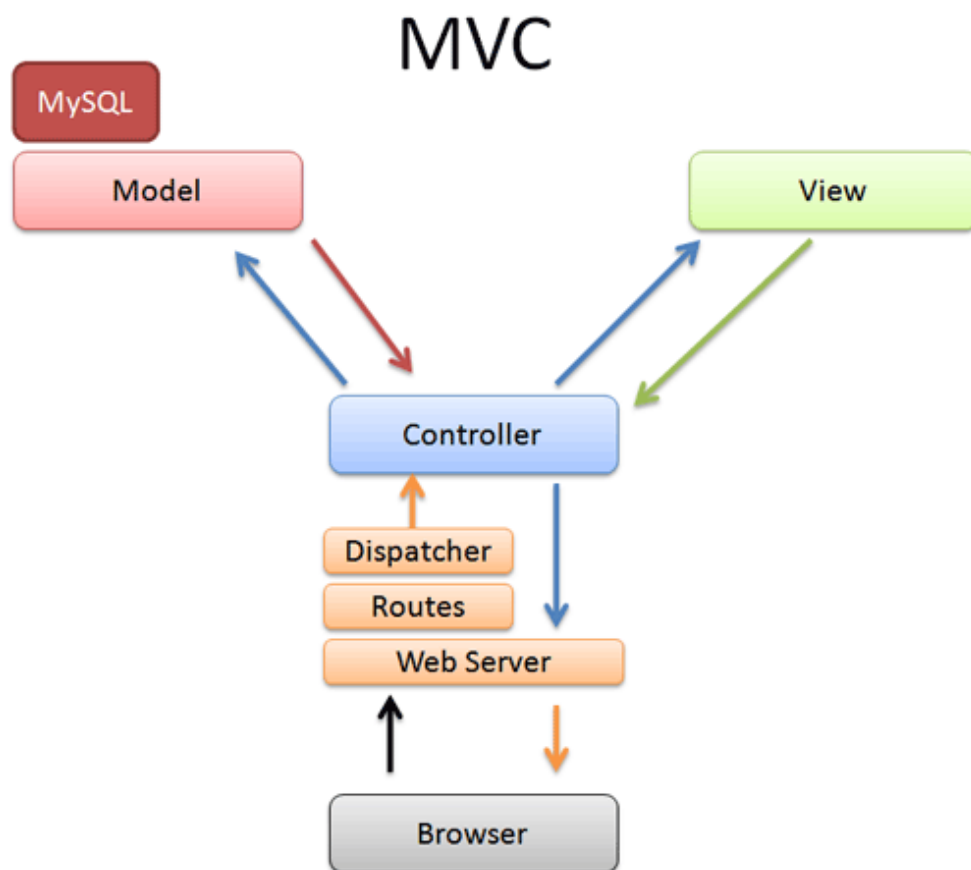 MVC
MySQL
Model
View
Controller
Dispatcher
Routes
Web Server
Browser